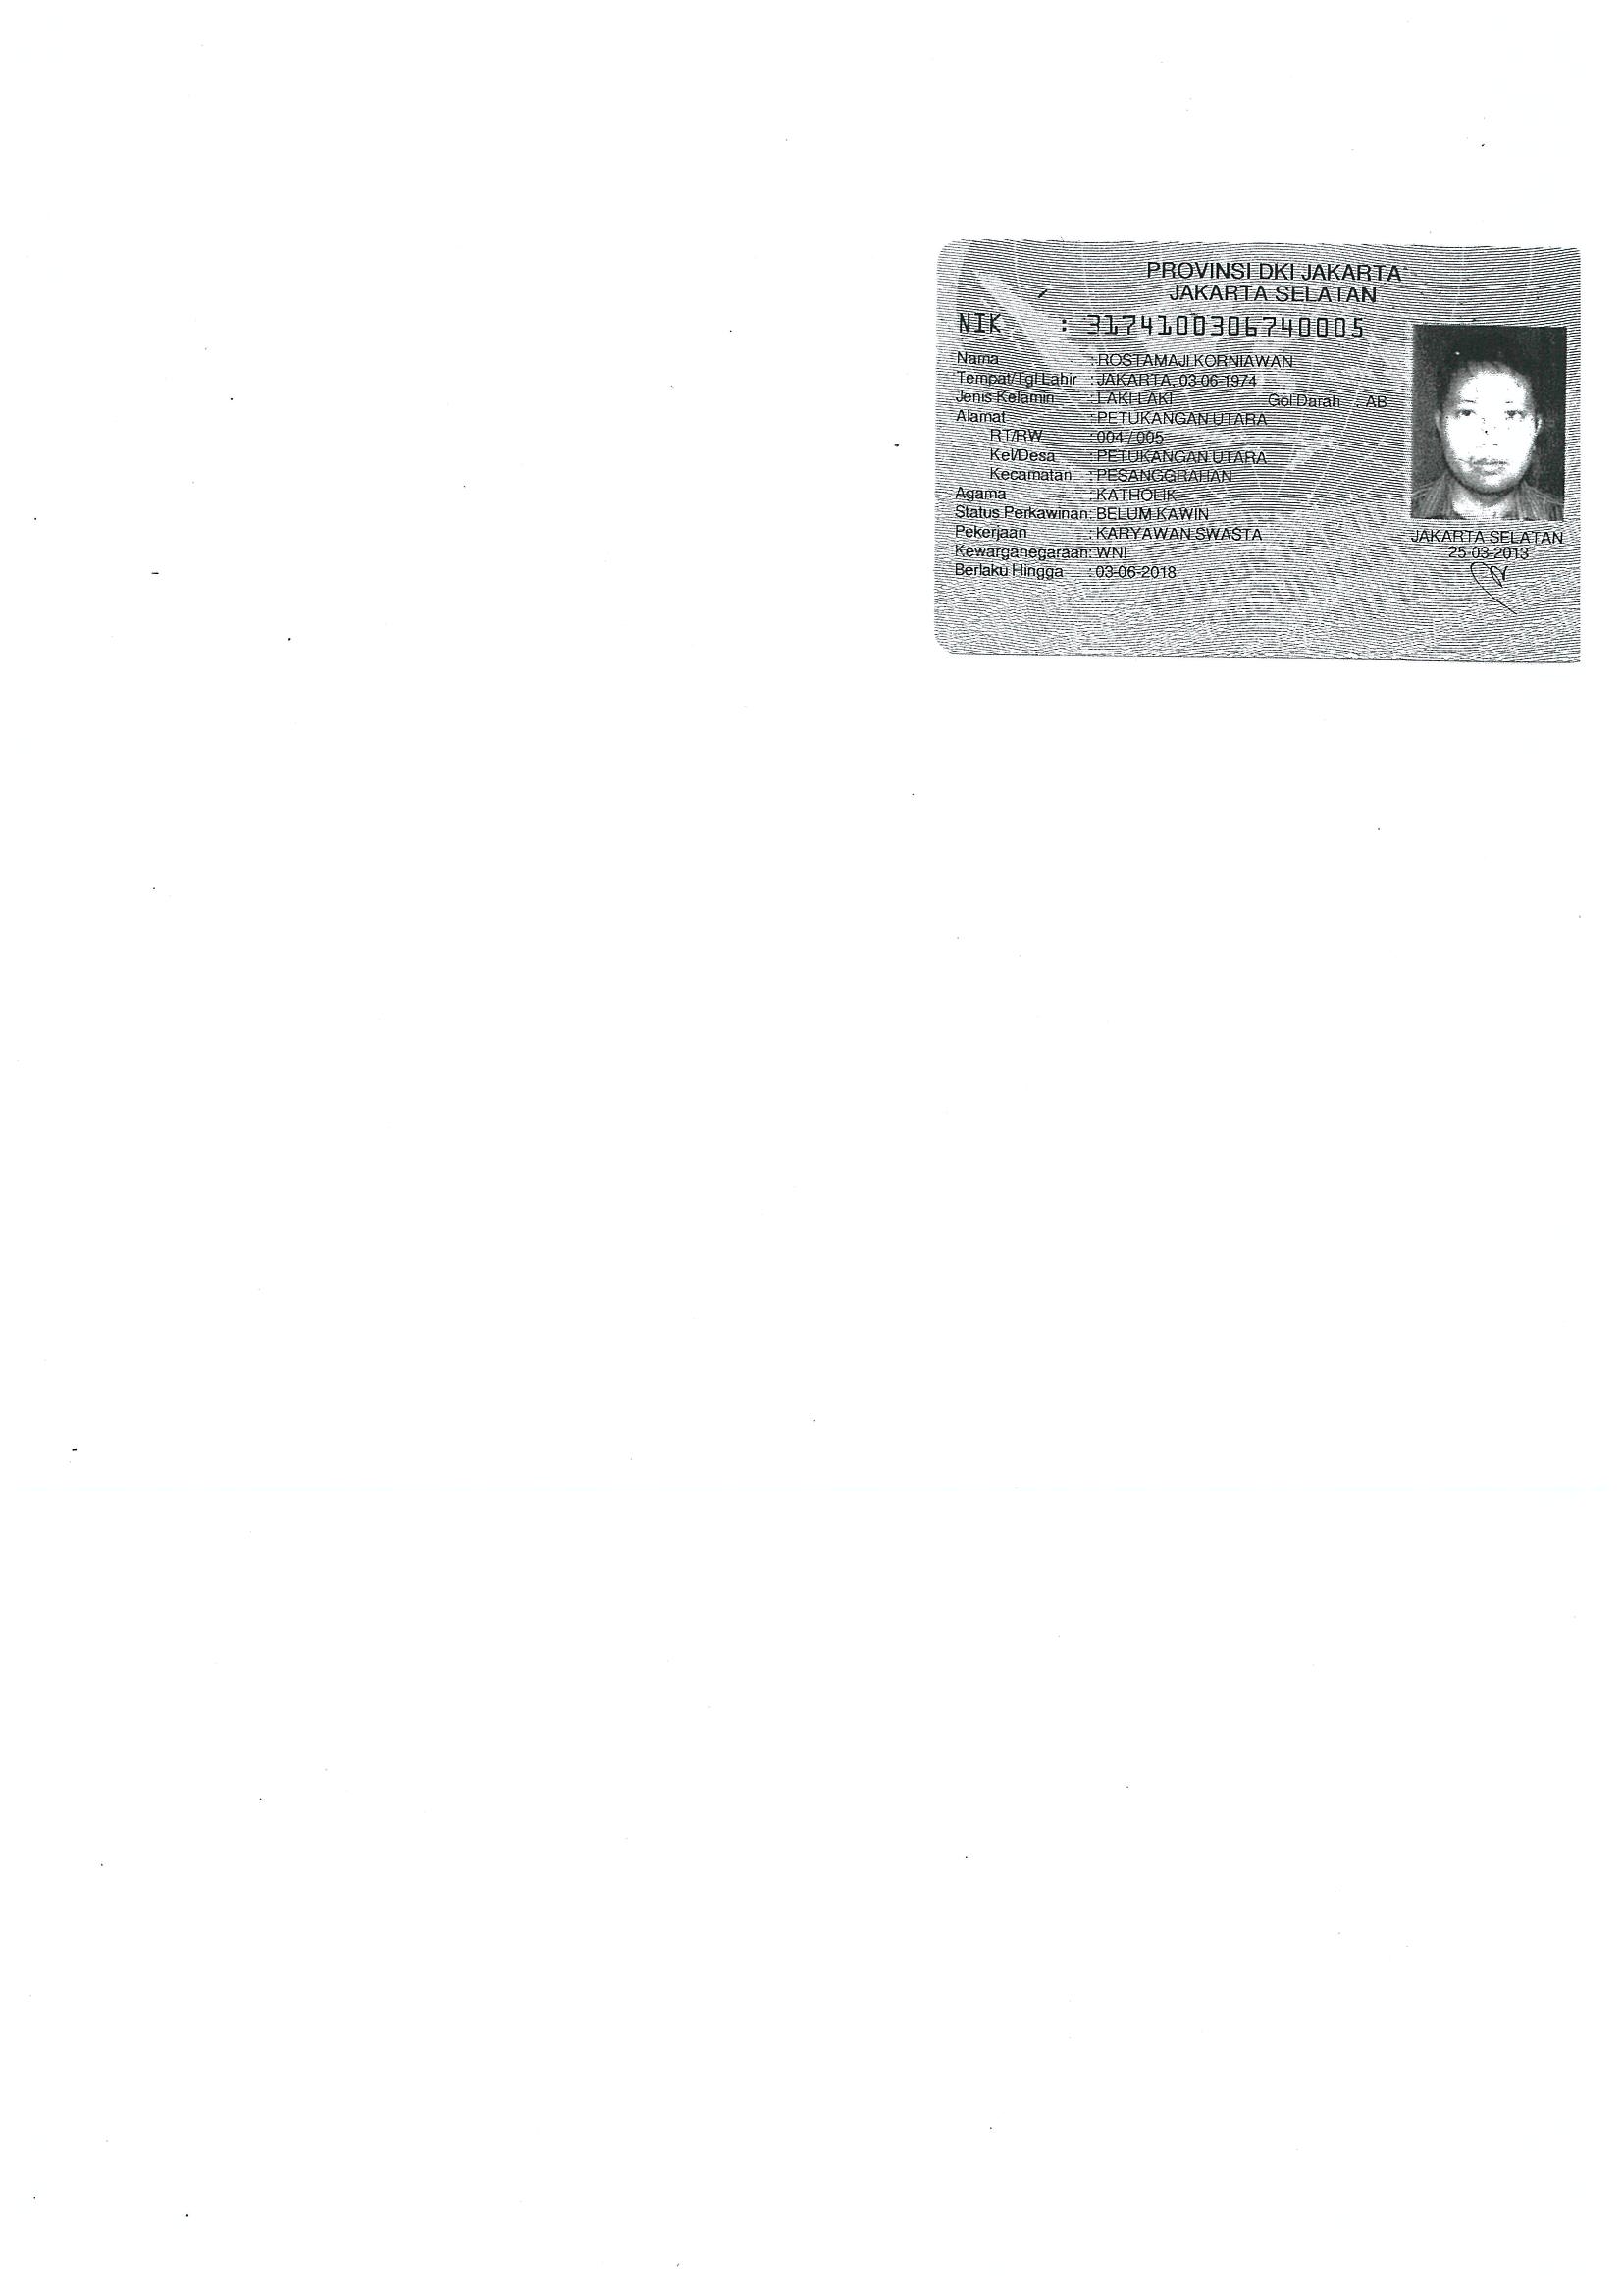 PROVINSI DKI JAKARTA
JAKARTA SELATAN
NIK : 3174100306740005
Nama : ROSTAMAJI KORNIAWAN
Tempat/Tgl Lahir : JAKARTA, 03-06-1974
Jenis Kelamin : LAKI-LAKI Gol Darah : AB
Alamat : PETUKANGAN UTARA
RT/RW : 004 / 005
Kel/Desa : PETUKANGAN UTARA
Kecamatan : PESANGGRAHAN
Agama : KATHOLIK
Status Perkawinan: BELUM KAWIN
Pekerjaan : KARYAWAN SWASTA
Kewarganegaraan: WNI
Berlaku Hingga : 03-06-2018
JAKARTA SELATAN
25-03-2013